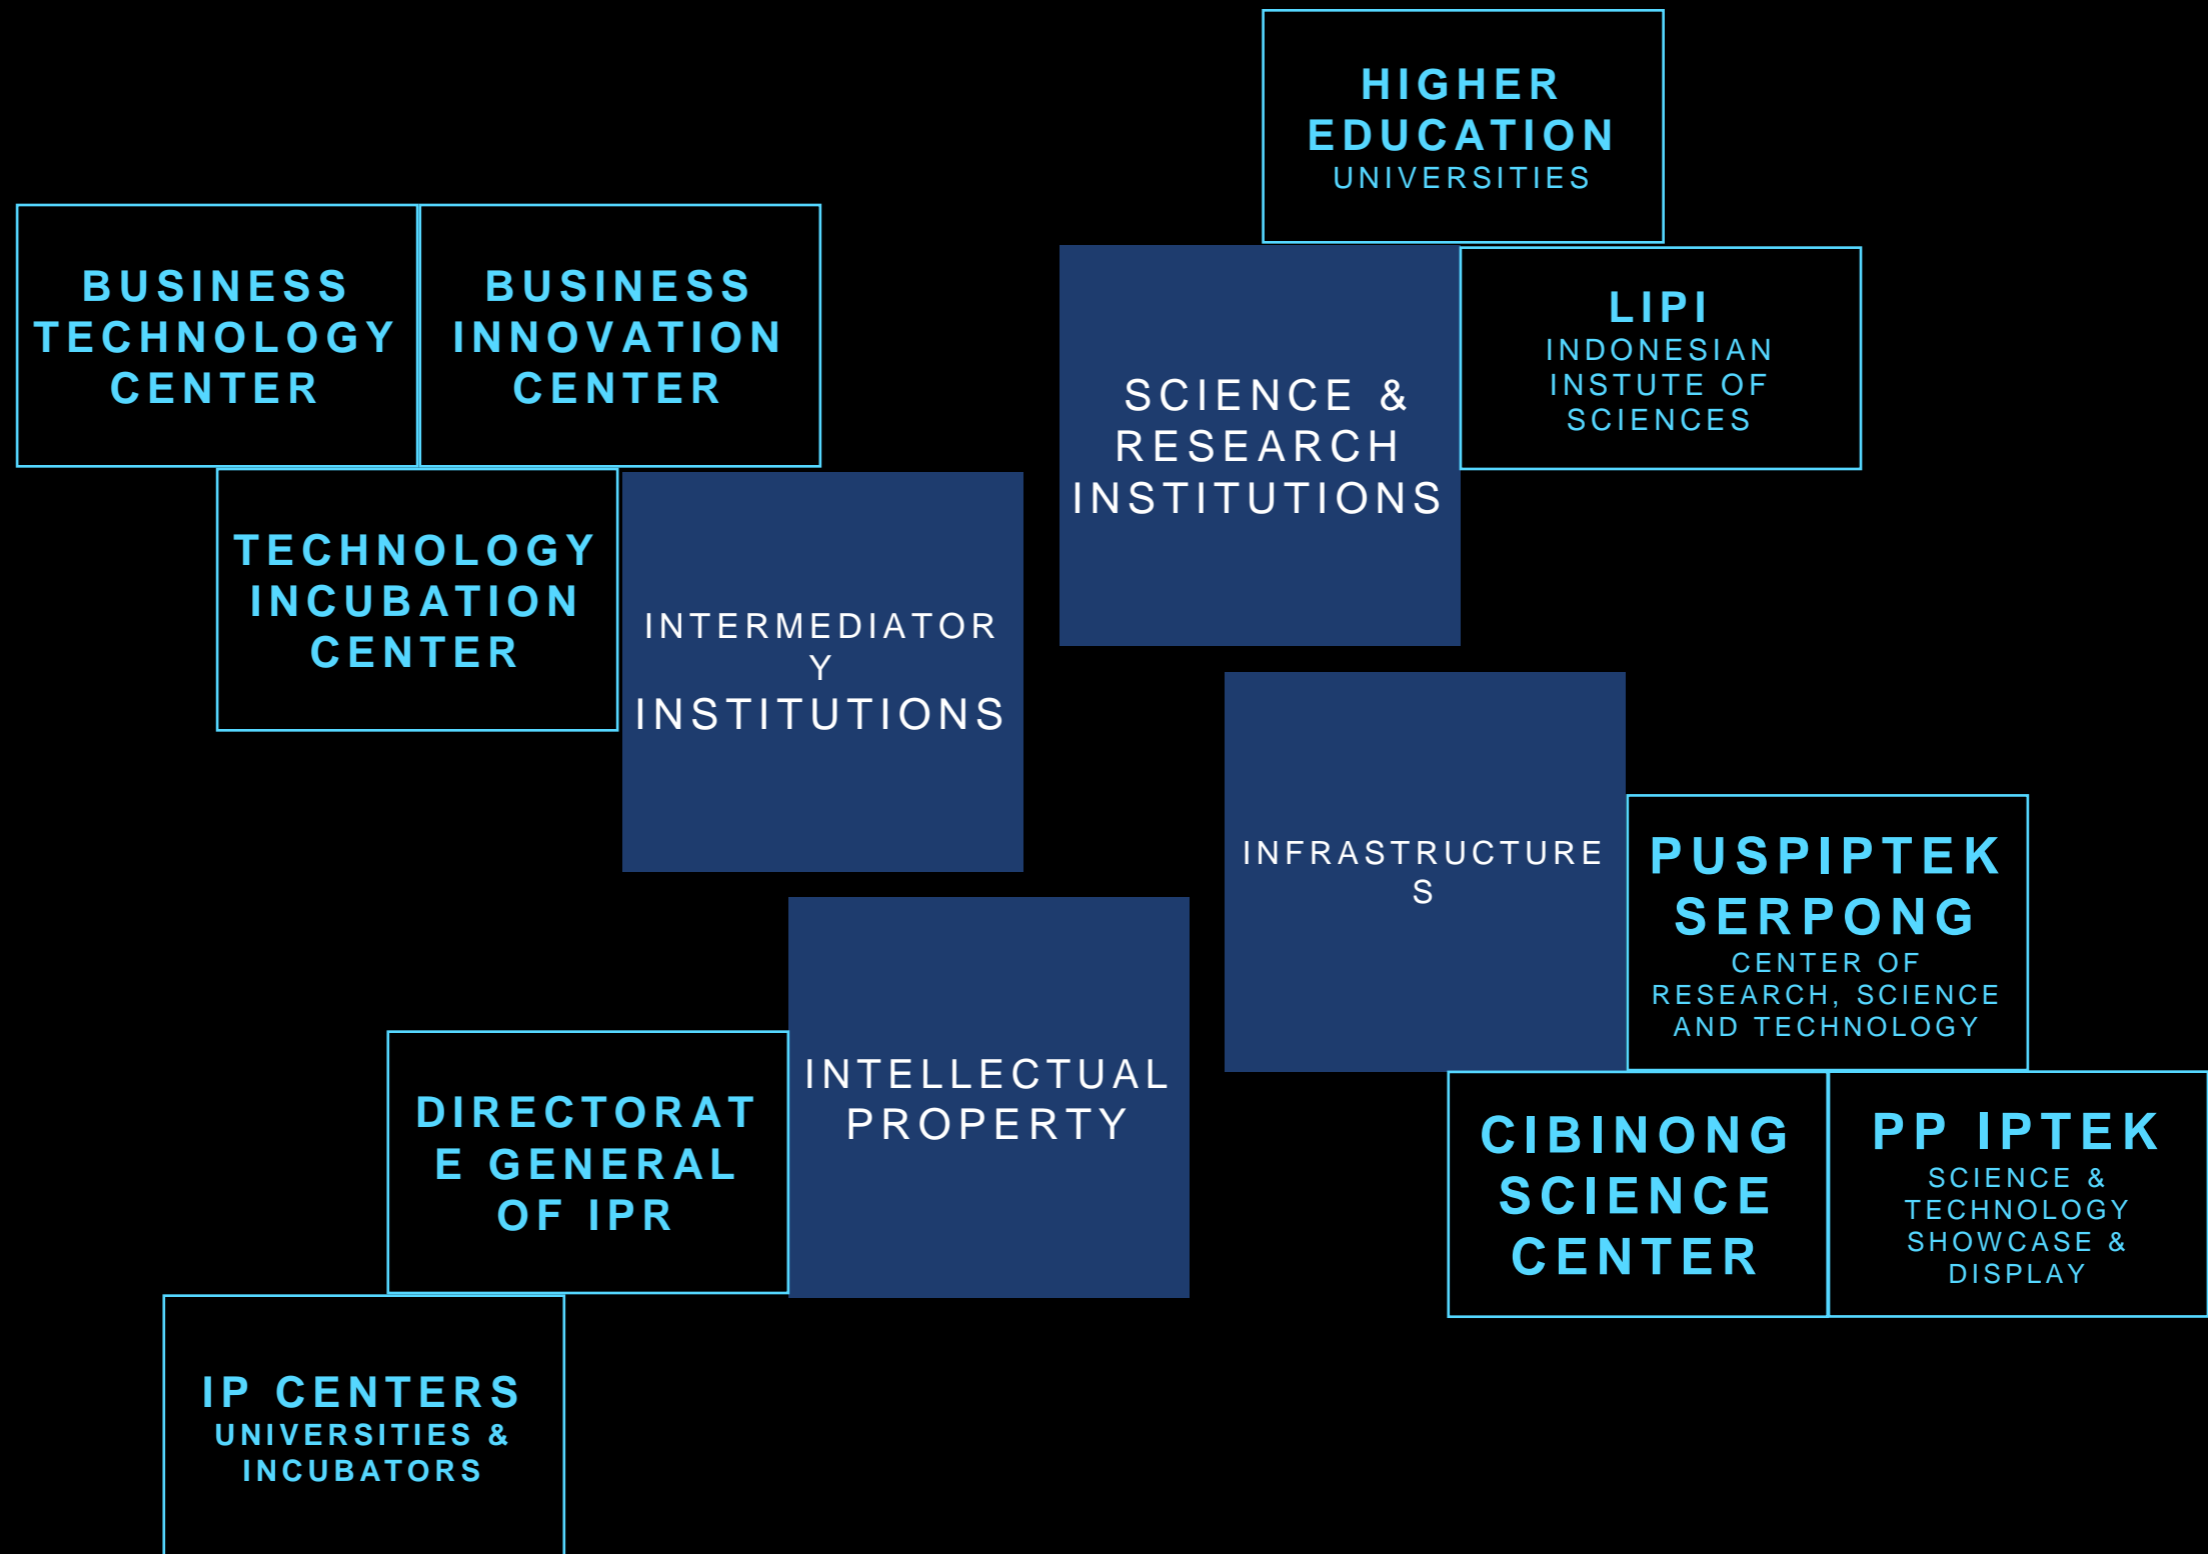 HIGHER
EDUCATION
UNIVERSITIES
BUSINESS
TECHNOLOGY
CENTER
BUSINESS
INNOVATION
CENTER
SCIENCE &
RESEARCH
INSTITUTIONS
LIPI
INDONESIAN
INSTUTE OF
SCIENCES
TECHNOLOGY
INCUBATION
CENTER
INTERMEDIATOR
Y
INSTITUTIONS
INFRASTRUCTURE
S
PUSPIPTEK
SERPONG
CENTER OF
RESEARCH, SCIENCE
AND TECHNOLOGY
INTELLECTUAL
PROPERTY
DIRECTORAT
E GENERAL
OF IPR
CIBINONG
SCIENCE
CENTER
PP IPTEK
SCIENCE &
TECHNOLOGY
SHOWCASE &
DISPLAY
IP CENTERS
UNIVERSITIES &
INCUBATORS